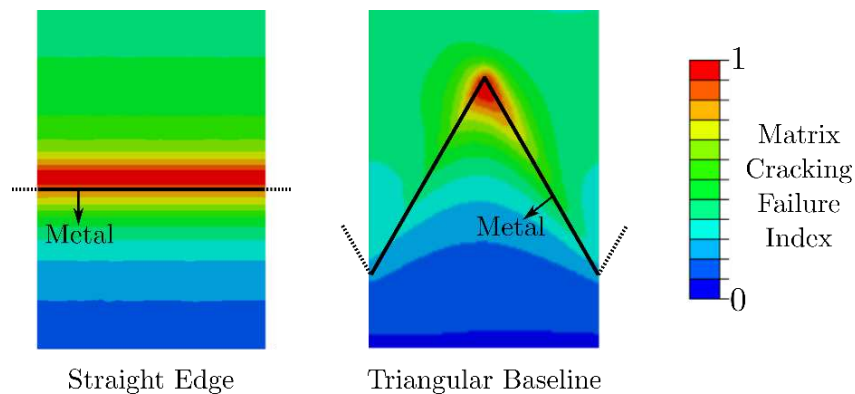 Metal
Straight Edge
Metal
Triangular Baseline
1
0
Matrix
Cracking
Failure
Index